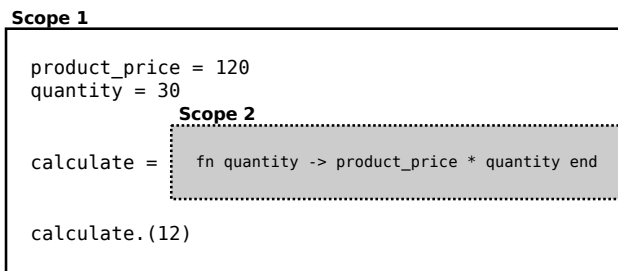 Scope 1
product_price = 120
quantity = 30
Scope 2
calculate = fn quantity -> product_price * quantity end
calculate.(12)